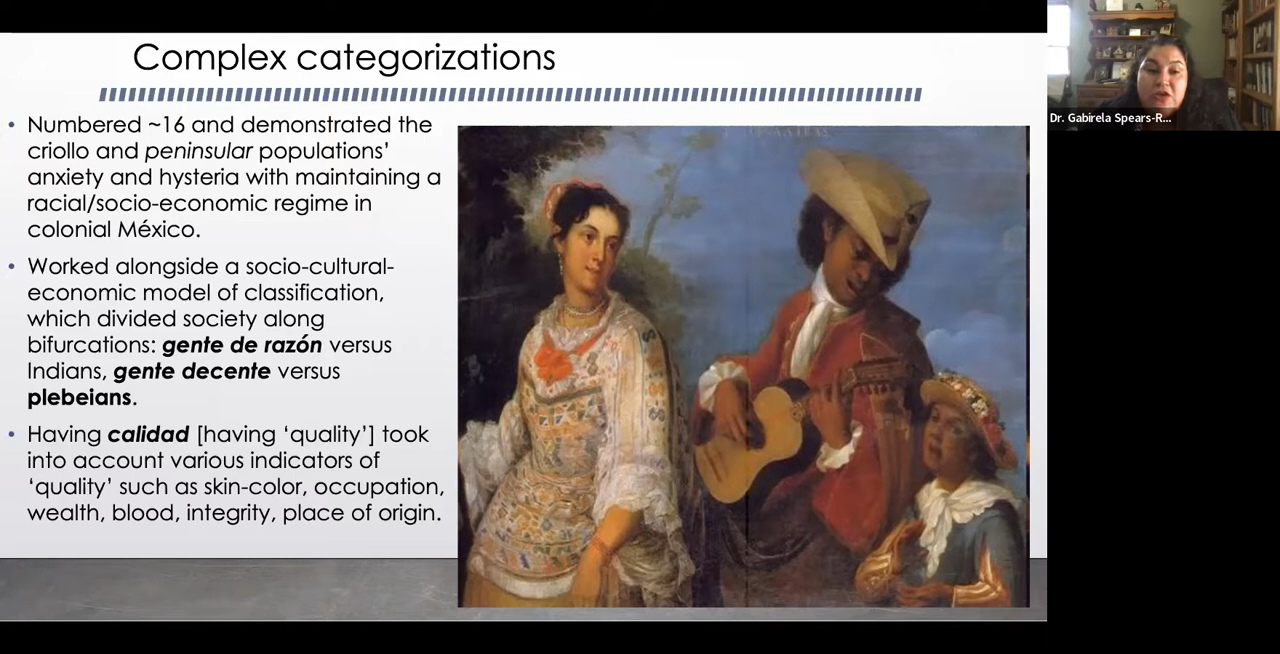 Complex categorizations
• Numbered ~16 and demonstrated the
criollo and peninsular populations’
anxiety and hysteria with maintaining a
racial/socio-economic regime in
colonial México.
• Worked alongside a socio-cultural-
economic model of classification,
which divided society along
bifurcations: gente de razón versus
Indians, gente decente versus
plebeians.
• Having calidad [having ‘quality’] took
into account various indicators of
‘quality’ such as skin-color, occupation,
wealth, blood, integrity, place of origin.
Dr. Gabirela Spears-R...